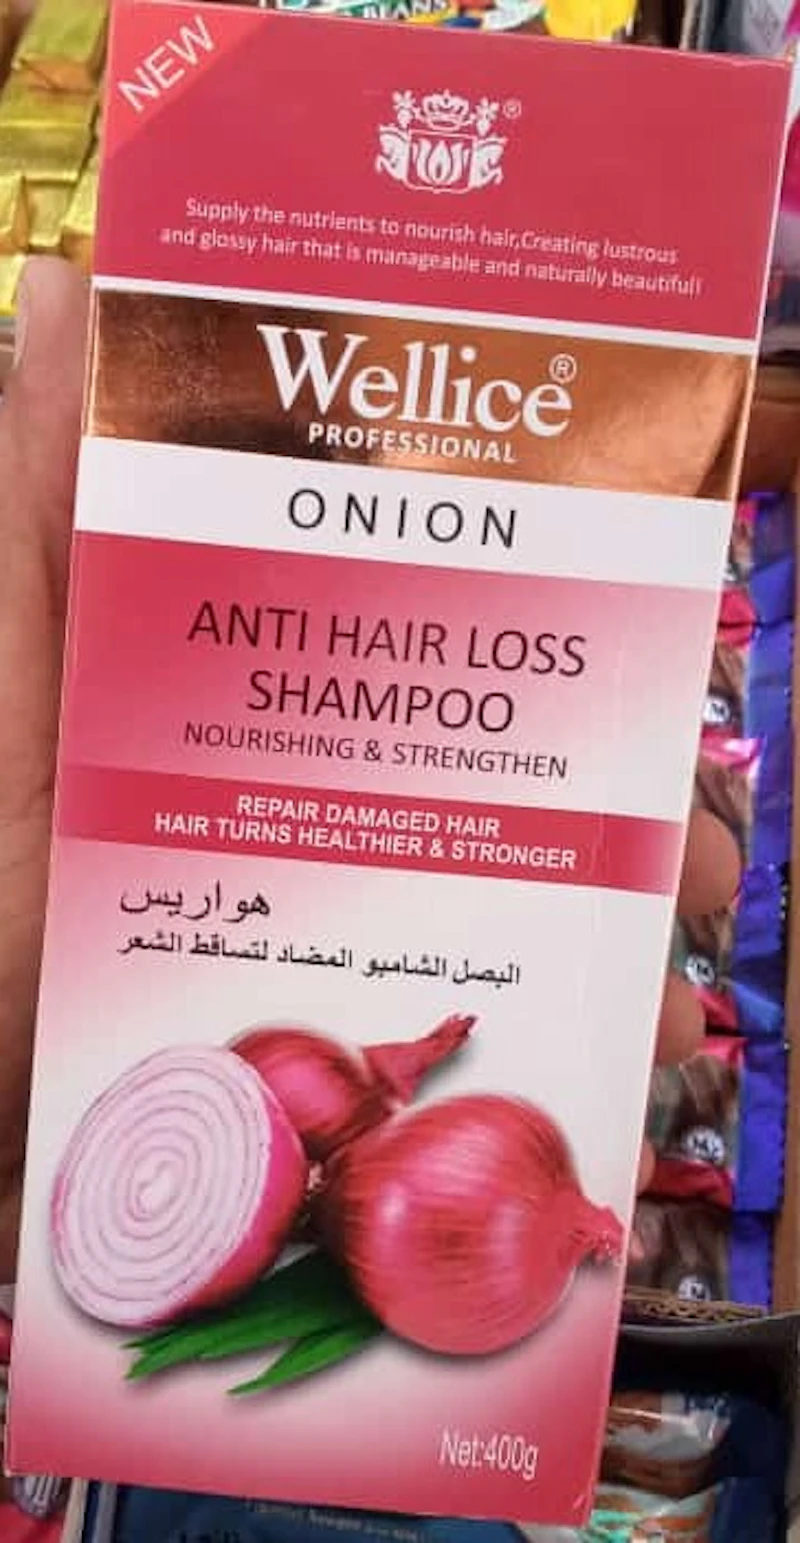 NEW
®
Supply the nutrients to nourish hair,Creating lustrous
and glossy hair that is manageable and naturally beautiful!
Wellice®
PROFESSIONAL
ONION
ANTI HAIR LOSS
SHAMPOO
NOURISHING & STRENGTHEN
REPAIR DAMAGED HAIR
HAIR TURNS HEALTHIER & STRONGER
هواريس
البصل الشامبو المضاد لتساقط الشعر
Net:400g